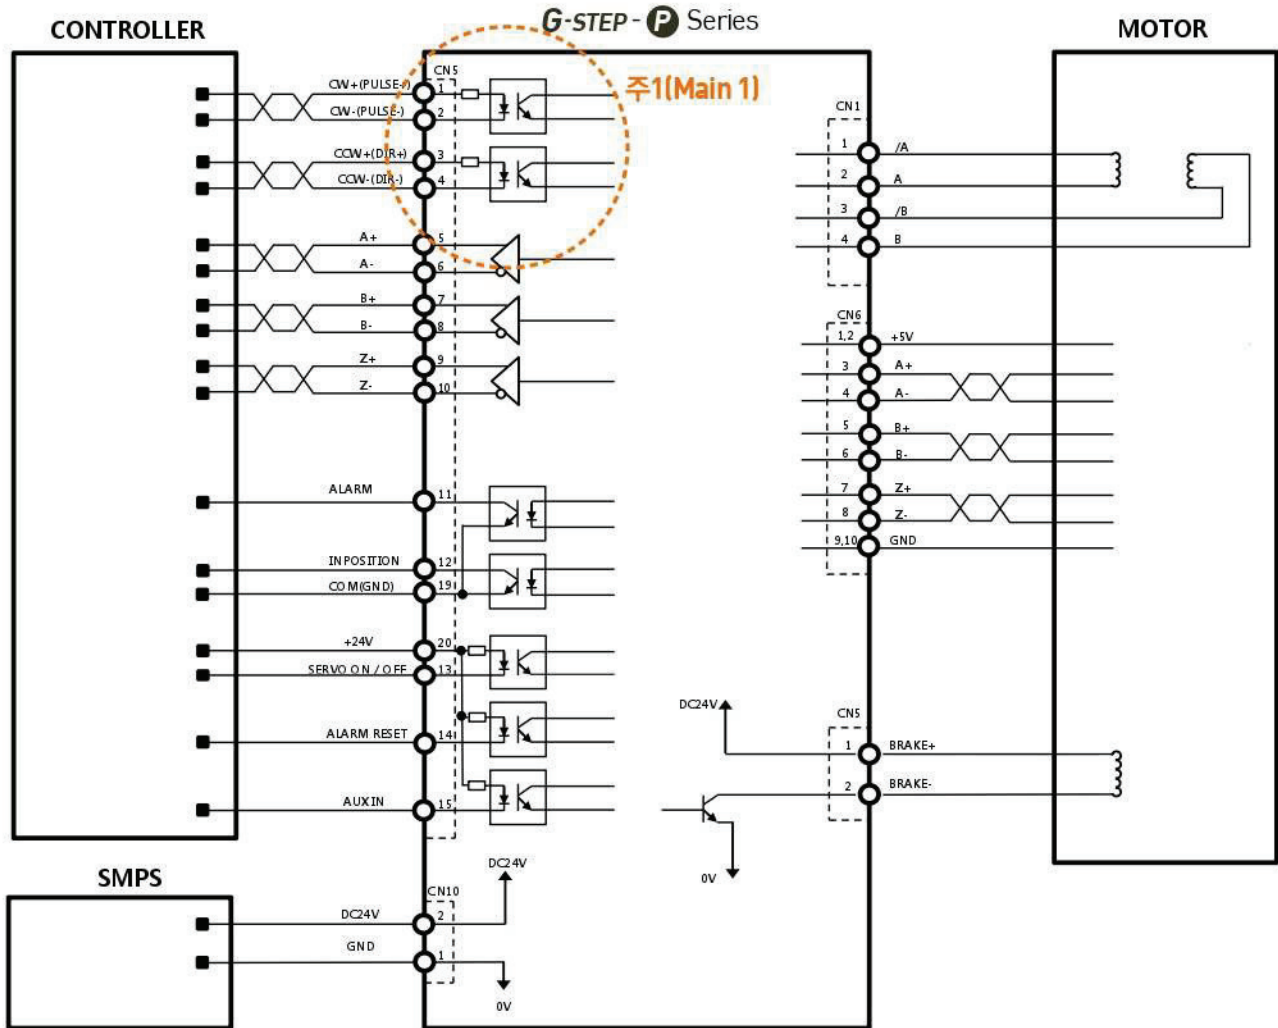 G-STEP - P Series
CONTROLLER
MOTOR
주1(Main 1)
CN5
CW+(PULSE+)
1
CW-(PULSE-)
2
CCW+(DIR+)
3
CCW-(DIR-)
4
A+
5
A-
6
B+
7
B-
8
Z+
9
Z-
10
ALARM
11
INPOSITION
12
COM(GND)
19
+24V
20
SERVO ON / OFF
13
ALARM RESET
14
AUXIN
15
CN1
1 /A
2 A
3 /B
4 B
CN6
1,2 +5V
3 A+
4 A-
5 B+
6 B-
7 Z+
8 Z-
9,10 GND
DC24V
CN5
1 BRAKE+
2 BRAKE-
0V
SMPS
DC24V
CN10
DC24V
2
GND
1
0V